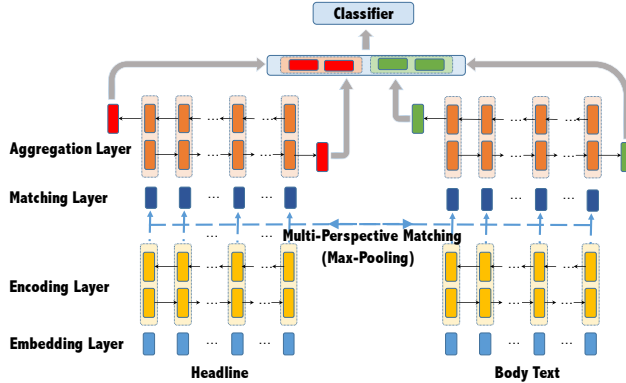 Classifier
Aggregation Layer
Matching Layer
Multi-Perspective Matching
(Max-Pooling)
Encoding Layer
Embedding Layer
Headline
Body Text